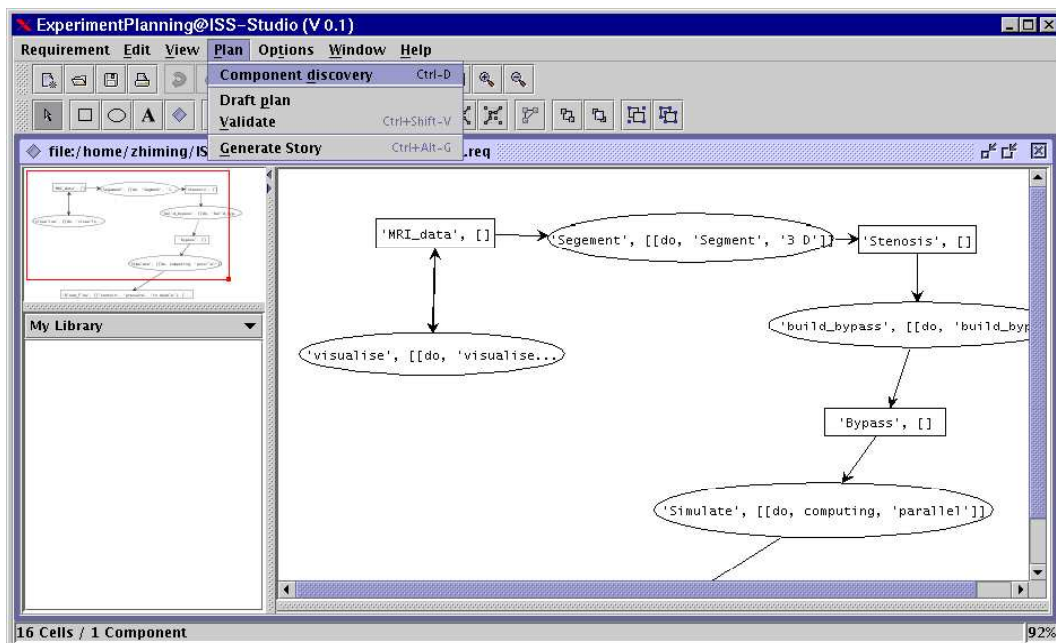 ExperimentPlanning@ISS-Studio (V 0.1)
Requirement Edit View Plan Options Window Help
Component discovery Ctrl-D
Draft plan
Validate Ctrl+Shift-V
Generate Story Ctrl+Alt-G
A
file:/home/zhiming/IS .req
'MRI_data', []
'Segement', [[do, 'Segment', '3 D']]
'Stenosis', []
'build_bypass', [[do, 'build_byp
'visualise', [[do, 'visualise...
'Bypass', []
'Simulate', [[do, computing, 'parallel']]
My Library
16 Cells / 1 Component
92%